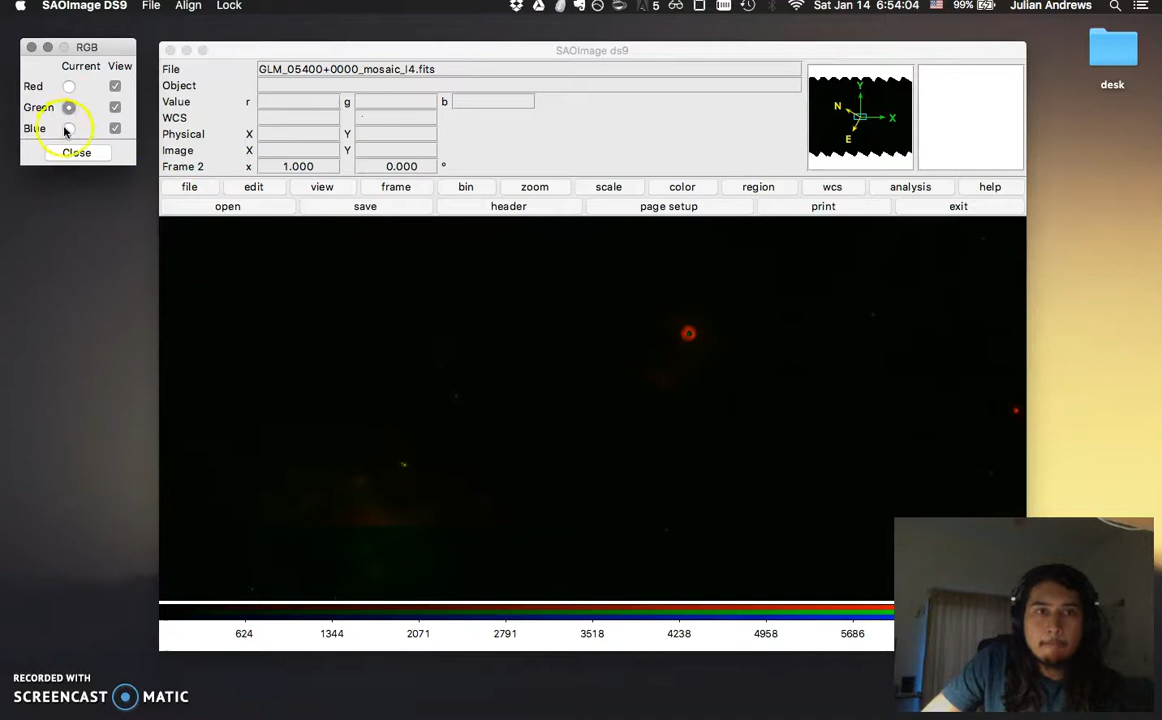 SAOImage DS9 File Align Lock 5 Sat Jan 14 6:54:04 99% Julian Andrews
RGB
Current View
Red
Green
Blue
Close
SAOImage ds9
File GLM_05400+0000_mosaic_I4.fits
Object
Value r g b
WCS
Physical X Y
Image X Y
Frame 2 x 1.000 0.000 °
file edit view frame bin zoom scale color region wcs analysis help
open save header page setup print exit
Y
N X
E
desk
624 1344 2071 2791 3518 4238 4958 5686
RECORDED WITH
SCREENCAST MATIC